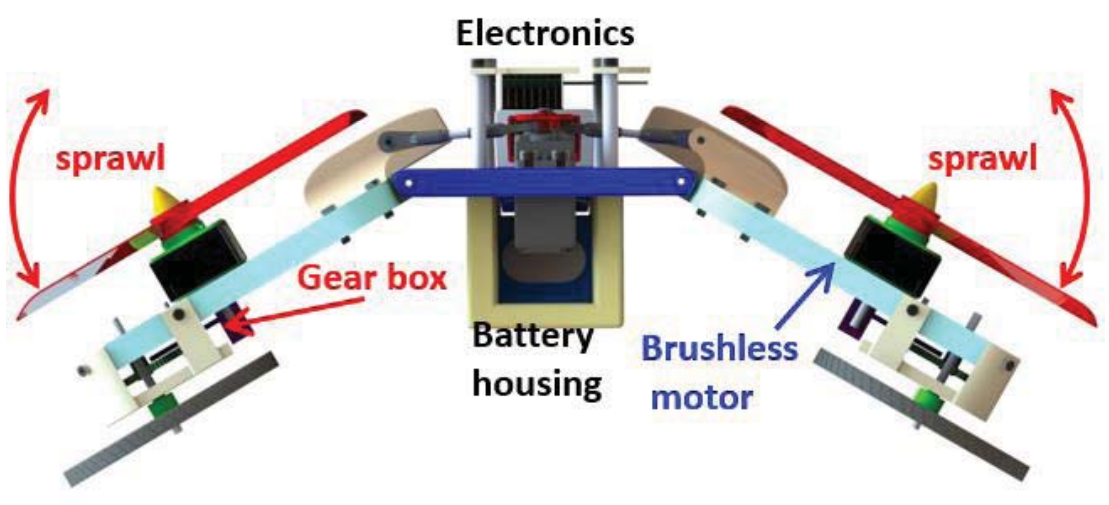 Electronics
sprawl
sprawl
Gear box
Battery
housing
Brushless
motor